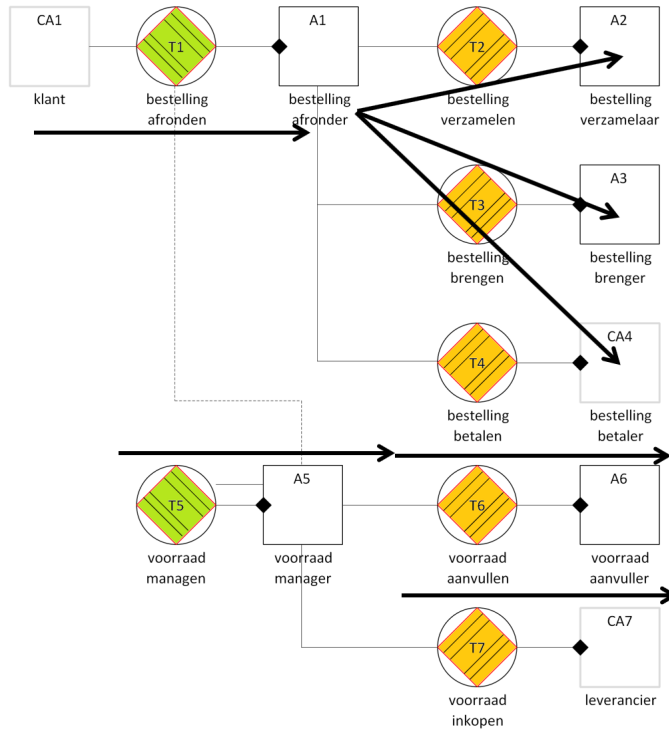 CA1
T1
A1
T2
A2
klant
bestelling
afronden
bestelling
afronder
bestelling
verzamelen
bestelling
verzamelaar
T3
A3
bestelling
brengen
bestelling
brenger
T4
CA4
bestelling
betalen
bestelling
betaler
T5
A5
T6
A6
voorraad
managen
voorraad
manager
voorraad
aanvullen
voorraad
aanvuller
T7
CA7
voorraad
inkopen
leverancier